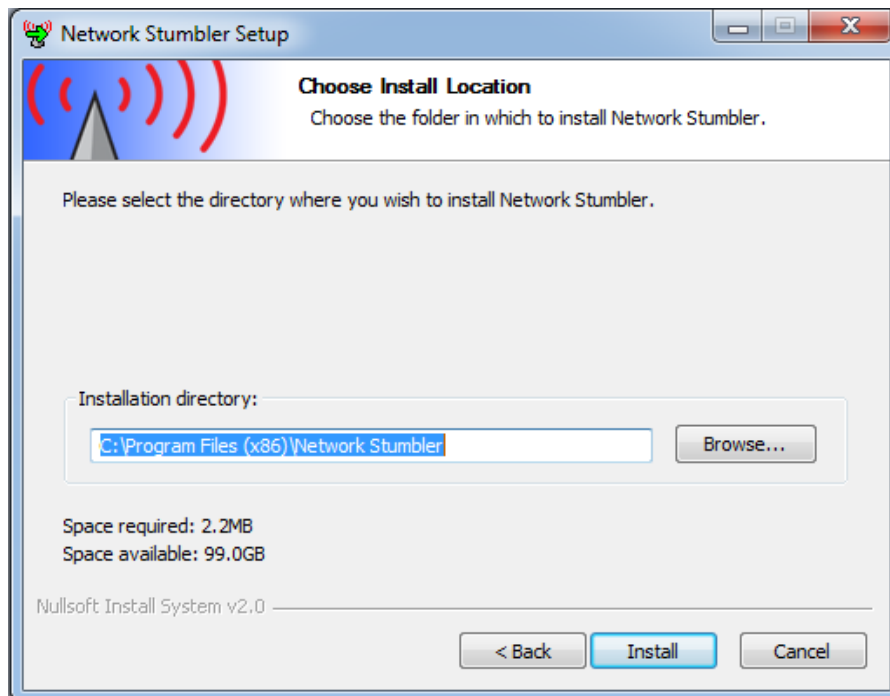 Network Stumbler Setup
Choose Install Location
Choose the folder in which to install Network Stumbler.
Please select the directory where you wish to install Network Stumbler.
Installation directory:
C:\Program Files (x86)\Network Stumbler
Browse...
Space required: 2.2MB
Space available: 99.0GB
Nullsoft Install System v2.0
< Back Install Cancel